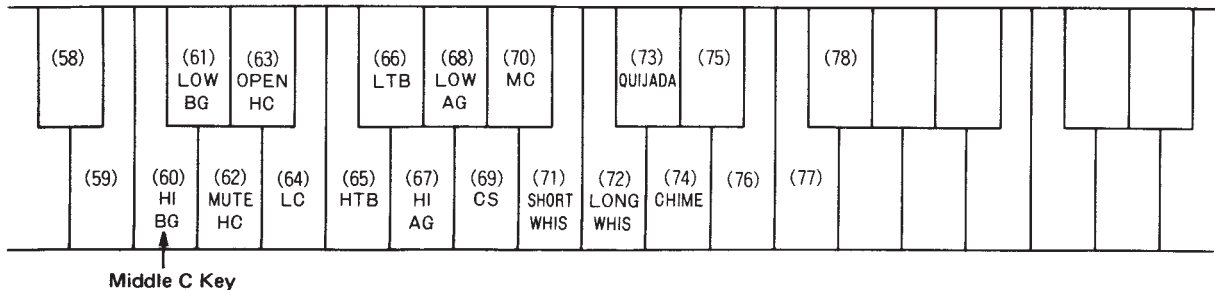 (58)
(61)
LOW
BG
(63)
OPEN
HC
(66)
LTB
(68)
LOW
AG
(70)
MC
(73)
QUIJADA
(75)
(78)
(59)
(60)
HI
BG
(62)
MUTE
HC
(64)
LC
(65)
HTB
(67)
HI
AG
(69)
CS
(71)
SHORT
WHIS
(72)
LONG
WHIS
(74)
CHIME
(76)
(77)
Middle C Key